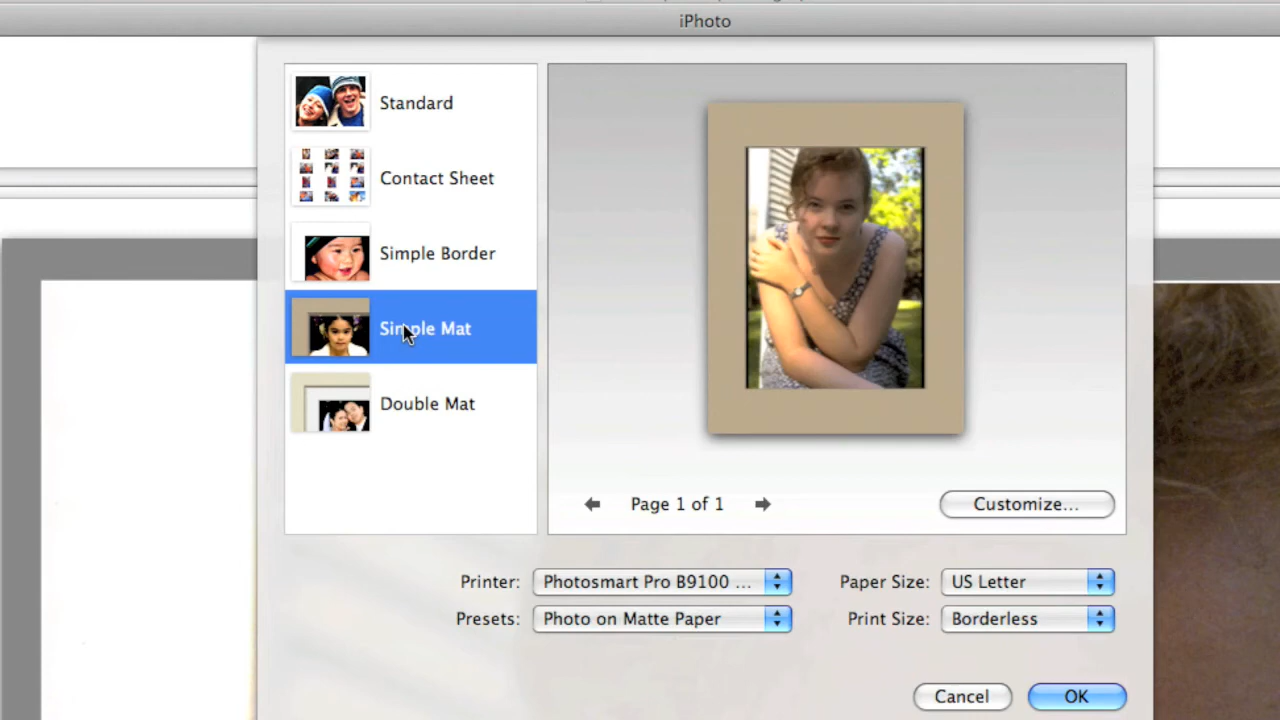 iPhoto
Standard
Contact Sheet
Simple Border
Simple Mat
Double Mat
Page 1 of 1
Customize...
Printer: Photosmart Pro B9100 ...
Paper Size: US Letter
Presets: Photo on Matte Paper
Print Size: Borderless
Cancel
OK